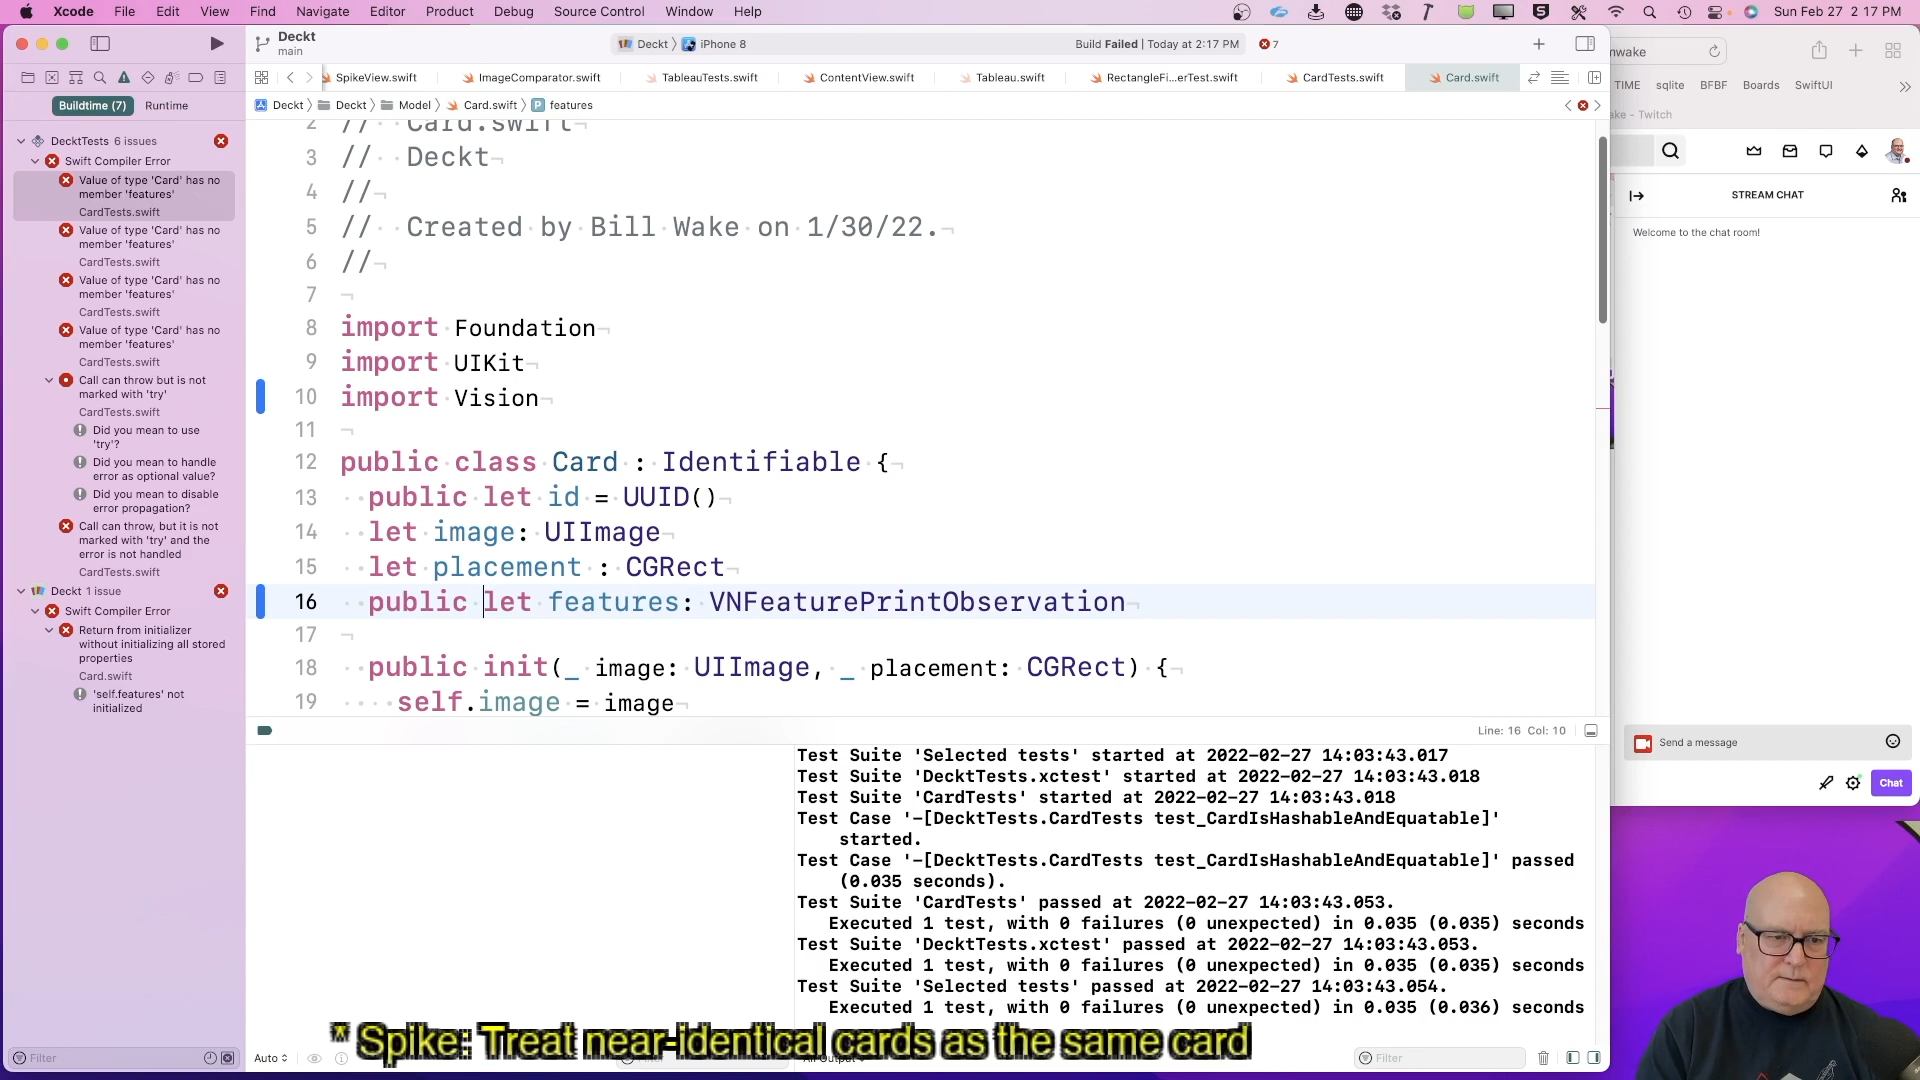 Xcode File Edit View Find Navigate Editor Product Debug Source Control Window Help
Sun Feb 27 2:17 PM
Deckt
main
Deckt 〉 iPhone 8
Build Failed | Today at 2:17 PM
7
SpikeView.swift
ImageComparator.swift
TableauTests.swift
ContentView.swift
Tableau.swift
RectangleFi...erTest.swift
CardTests.swift
Card.swift
Buildtime (7)
Runtime
Deckt 〉 Deckt 〉 Model 〉 Card.swift 〉 P features
DecktTests 6 issues
Swift Compiler Error
Value of type 'Card' has no
member 'features'
CardTests.swift
Value of type 'Card' has no
member 'features'
CardTests.swift
Value of type 'Card' has no
member 'features'
CardTests.swift
Value of type 'Card' has no
member 'features'
CardTests.swift
Call can throw but is not
marked with 'try'
CardTests.swift
Did you mean to use
'try'?
Did you mean to handle
error as optional value?
Did you mean to disable
error propagation?
Call can throw, but it is not
marked with 'try' and the
error is not handled
CardTests.swift
Deckt 1 issue
Swift Compiler Error
Return from initializer
without initializing all stored
properties
Card.swift
'self.features' not
initialized
Filter
2 // Card.swift
3 // Deckt
4 //
5 // Created by Bill Wake on 1/30/22.
6 //
7
8 import Foundation
9 import UIKit
10 import Vision
11
12 public class Card : Identifiable {
13 public let id = UUID()
14 let image: UIImage
15 let placement : CGRect
16 public let features: VNFeaturePrintObservation
17
18 public init(_ image: UIImage, _ placement: CGRect) {
19 self.image = image
Line: 16 Col: 10
Test Suite 'Selected tests' started at 2022-02-27 14:03:43.017
Test Suite 'DecktTests.xctest' started at 2022-02-27 14:03:43.018
Test Suite 'CardTests' started at 2022-02-27 14:03:43.018
Test Case '-[DecktTests.CardTests test_CardIsHashableAndEquatable]'
started.
Test Case '-[DecktTests.CardTests test_CardIsHashableAndEquatable]' passed
(0.035 seconds).
Test Suite 'CardTests' passed at 2022-02-27 14:03:43.053.
Executed 1 test, with 0 failures (0 unexpected) in 0.035 (0.035) seconds
Test Suite 'DecktTests.xctest' passed at 2022-02-27 14:03:43.053.
Executed 1 test, with 0 failures (0 unexpected) in 0.035 (0.035) seconds
Test Suite 'Selected tests' passed at 2022-02-27 14:03:43.054.
Executed 1 test, with 0 failures (0 unexpected) in 0.035 (0.036) seconds
* Spike: Treat near-identical cards as the same card
Auto
Filter
nwake
TIME sqlite BFBF Boards SwiftUI
ake - Twitch
STREAM CHAT
Welcome to the chat room!
Send a message
Chat